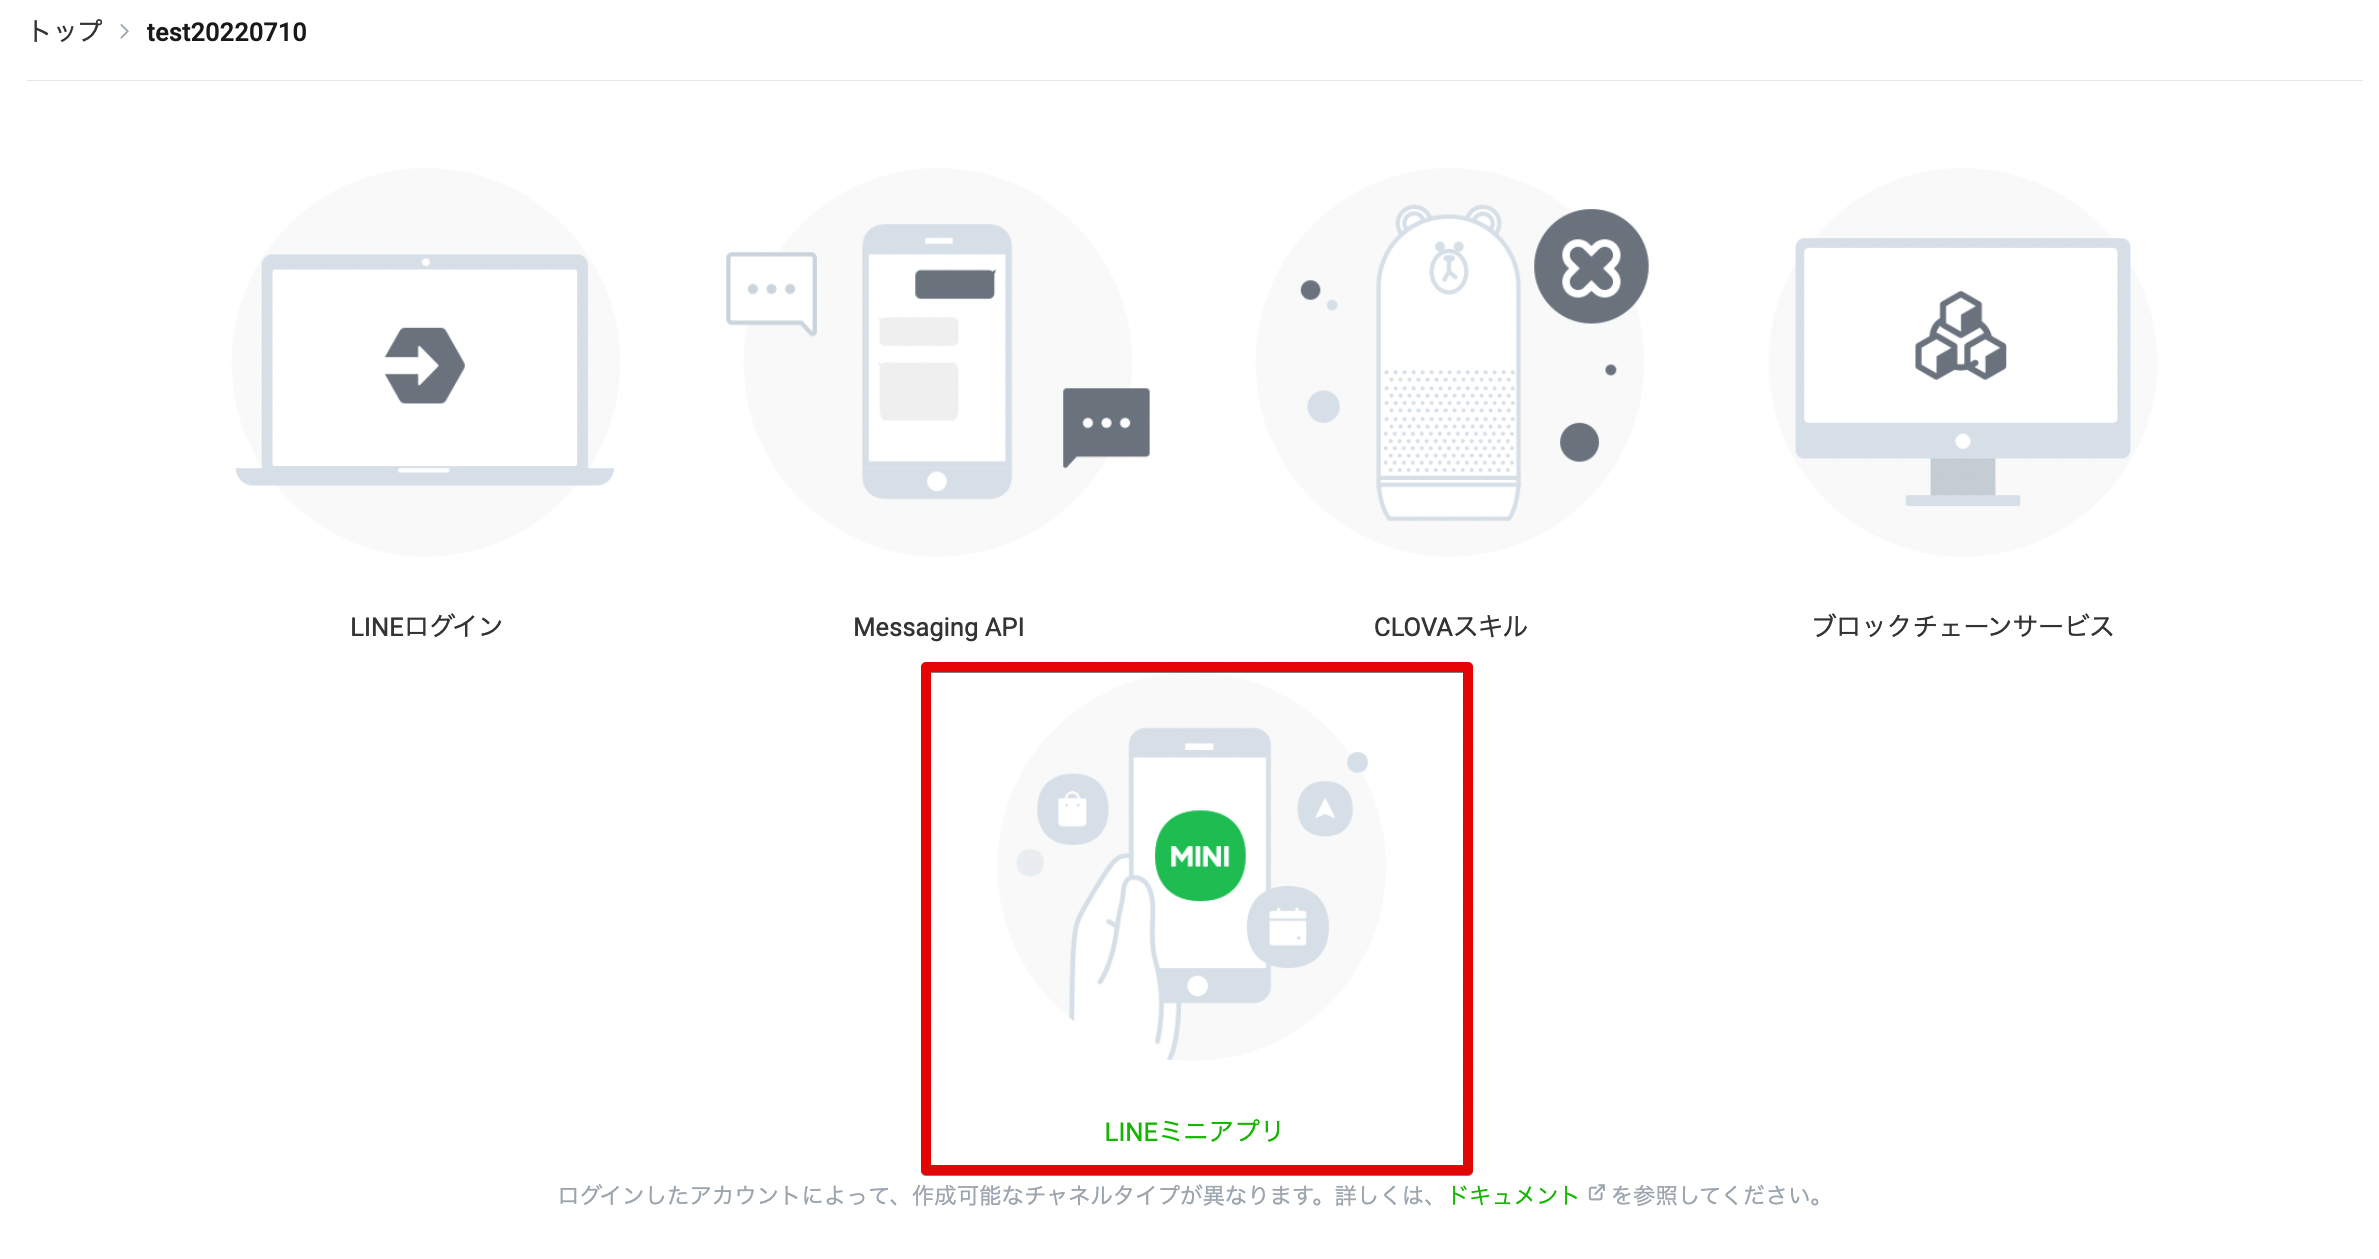 トップ > test20220710
LINEログイン
Messaging API
CLOVAスキル
ブロックチェーンサービス
MINI
LINEミニアプリ
ログインしたアカウントによって、作成可能なチャネルタイプが異なります。詳しくは、ドキュメント を参照してください。